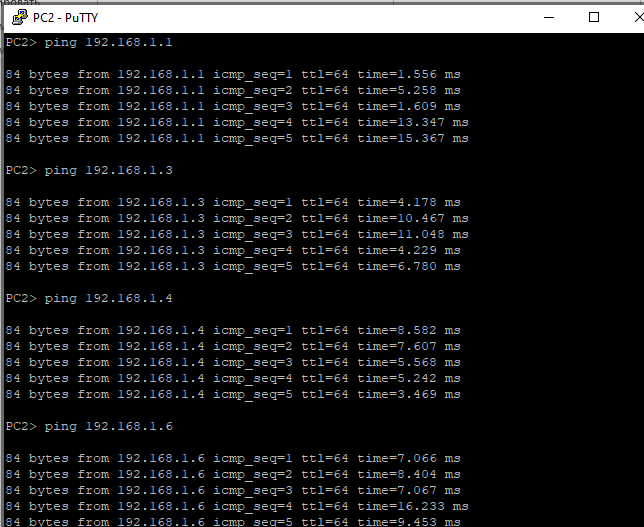 PC2 - PuTTY
PC2> ping 192.168.1.1
84 bytes from 192.168.1.1 icmp_seq=1 ttl=64 time=1.556 ms
84 bytes from 192.168.1.1 icmp_seq=2 ttl=64 time=5.258 ms
84 bytes from 192.168.1.1 icmp_seq=3 ttl=64 time=1.609 ms
84 bytes from 192.168.1.1 icmp_seq=4 ttl=64 time=13.347 ms
84 bytes from 192.168.1.1 icmp_seq=5 ttl=64 time=15.367 ms
PC2> ping 192.168.1.3
84 bytes from 192.168.1.3 icmp_seq=1 ttl=64 time=4.178 ms
84 bytes from 192.168.1.3 icmp_seq=2 ttl=64 time=10.467 ms
84 bytes from 192.168.1.3 icmp_seq=3 ttl=64 time=11.048 ms
84 bytes from 192.168.1.3 icmp_seq=4 ttl=64 time=4.229 ms
84 bytes from 192.168.1.3 icmp_seq=5 ttl=64 time=6.780 ms
PC2> ping 192.168.1.4
84 bytes from 192.168.1.4 icmp_seq=1 ttl=64 time=8.582 ms
84 bytes from 192.168.1.4 icmp_seq=2 ttl=64 time=7.607 ms
84 bytes from 192.168.1.4 icmp_seq=3 ttl=64 time=5.568 ms
84 bytes from 192.168.1.4 icmp_seq=4 ttl=64 time=5.242 ms
84 bytes from 192.168.1.4 icmp_seq=5 ttl=64 time=3.469 ms
PC2> ping 192.168.1.6
84 bytes from 192.168.1.6 icmp_seq=1 ttl=64 time=7.066 ms
84 bytes from 192.168.1.6 icmp_seq=2 ttl=64 time=8.404 ms
84 bytes from 192.168.1.6 icmp_seq=3 ttl=64 time=7.067 ms
84 bytes from 192.168.1.6 icmp_seq=4 ttl=64 time=16.233 ms
84 bytes from 192.168.1.6 icmp_seq=5 ttl=64 time=9.453 ms